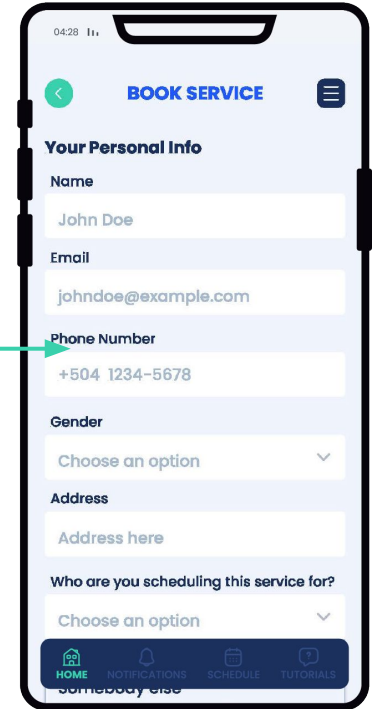 04:28
BOOK SERVICE
Your Personal Info
Name
John Doe
Email
johndoe@example.com
Phone Number
+504 1234-5678
Gender
Choose an option
Address
Address here
Who are you scheduling this service for?
Choose an option
HOME NOTIFICATIONS SCHEDULE TUTORIALS
Somebody else